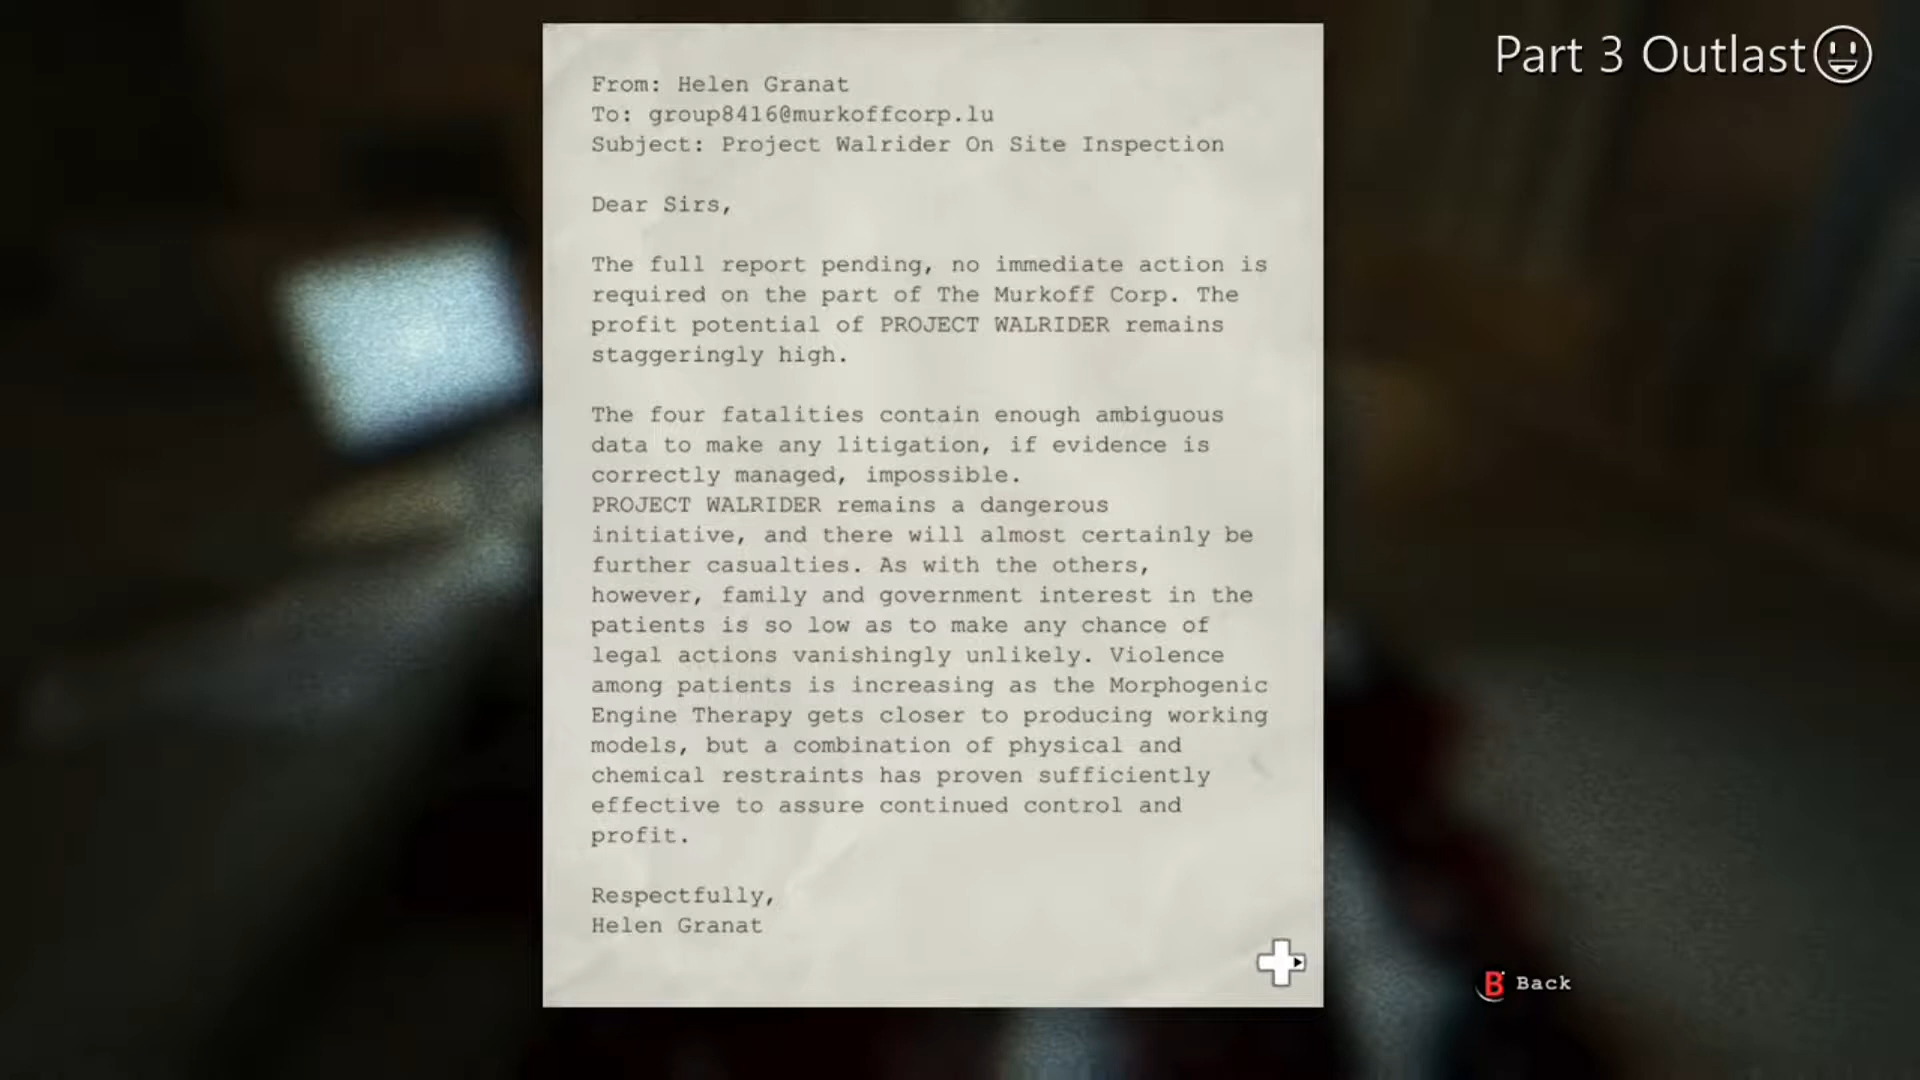 Part 3 Outlast
From: Helen Granat
To: group8416@murkoffcorp.lu
Subject: Project Walrider On Site Inspection
Dear Sirs,
The full report pending, no immediate action is
required on the part of The Murkoff Corp. The
profit potential of PROJECT WALRIDER remains
staggeringly high.
The four fatalities contain enough ambiguous
data to make any litigation, if evidence is
correctly managed, impossible.
PROJECT WALRIDER remains a dangerous
initiative, and there will almost certainly be
further casualties. As with the others,
however, family and government interest in the
patients is so low as to make any chance of
legal actions vanishingly unlikely. Violence
among patients is increasing as the Morphogenic
Engine Therapy gets closer to producing working
models, but a combination of physical and
chemical restraints has proven sufficiently
effective to assure continued control and
profit.
Respectfully,
Helen Granat
B Back